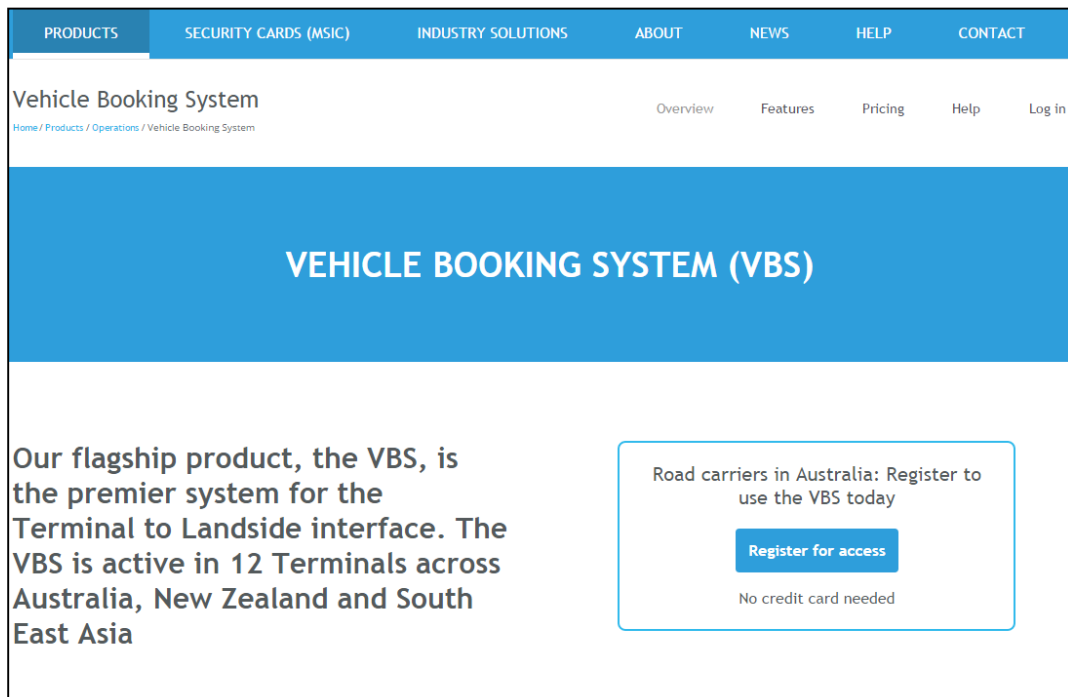 PRODUCTS SECURITY CARDS (MSIC) INDUSTRY SOLUTIONS ABOUT NEWS HELP CONTACT
Vehicle Booking System
Overview Features Pricing Help Log in
Home / Products / Operations / Vehicle Booking System
VEHICLE BOOKING SYSTEM (VBS)
Our flagship product, the VBS, is
the premier system for the
Terminal to Landside interface. The
VBS is active in 12 Terminals across
Australia, New Zealand and South
East Asia
Road carriers in Australia: Register to
use the VBS today
Register for access
No credit card needed